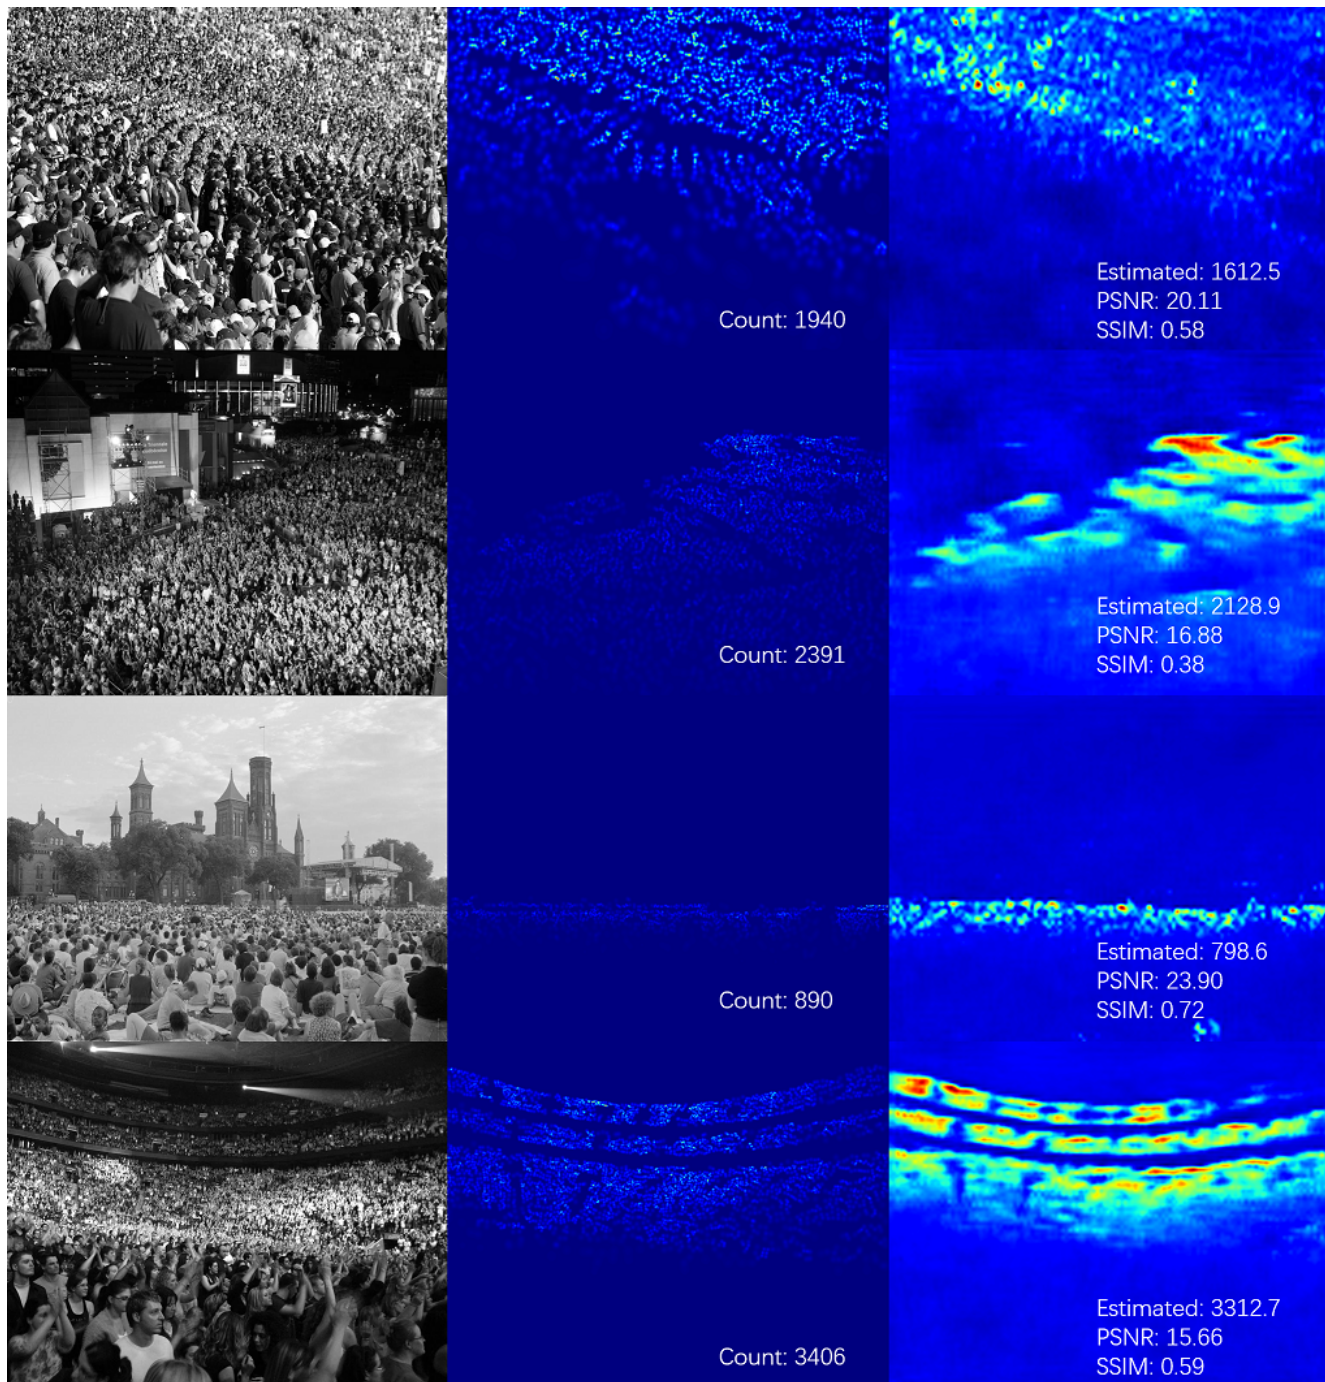 Count: 1940
Estimated: 1612.5
PSNR: 20.11
SSIM: 0.58
Count: 2391
Estimated: 2128.9
PSNR: 16.88
SSIM: 0.38
Count: 890
Estimated: 798.6
PSNR: 23.90
SSIM: 0.72
Count: 3406
Estimated: 3312.7
PSNR: 15.66
SSIM: 0.59